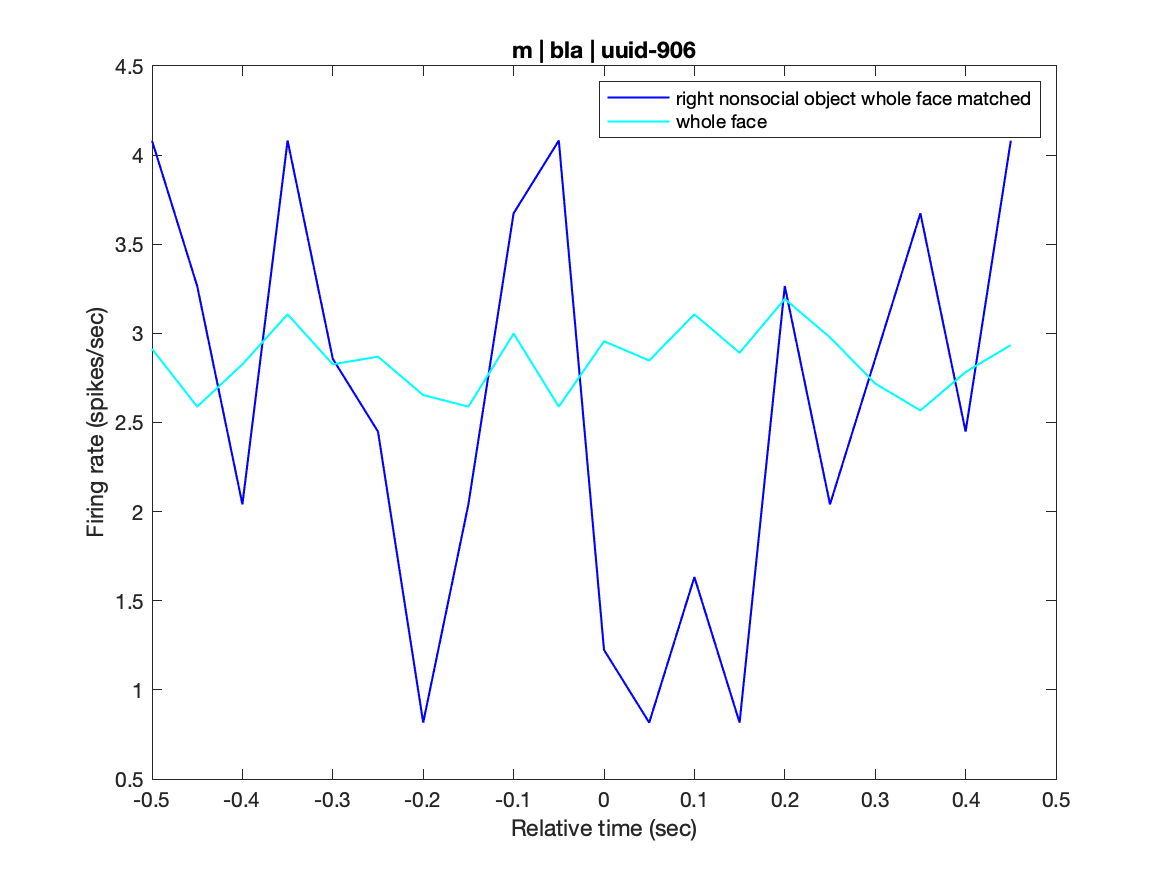 m | bla | uuid-906
right nonsocial object whole face matched
whole face
4.5
4
3.5
3
2.5
2
1.5
1
0.5
Firing rate (spikes/sec)
-0.5 -0.4 -0.3 -0.2 -0.1 0 0.1 0.2 0.3 0.4 0.5
Relative time (sec)